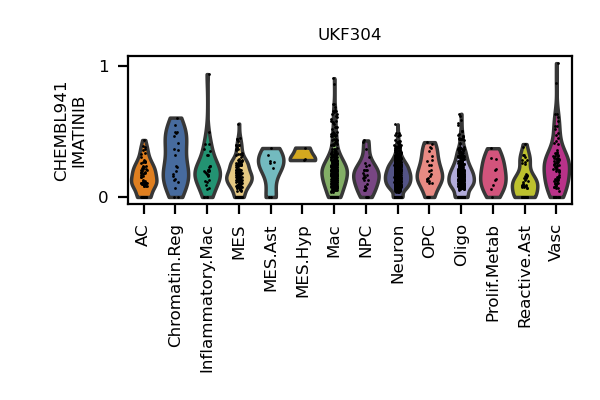 UKF304
CHEMBL941
IMATINIB
1
0
AC
Chromatin.Reg
Inflammatory.Mac
MES
MES.Ast
MES.Hyp
Mac
NPC
Neuron
OPC
Oligo
Prolif.Metab
Reactive.Ast
Vasc